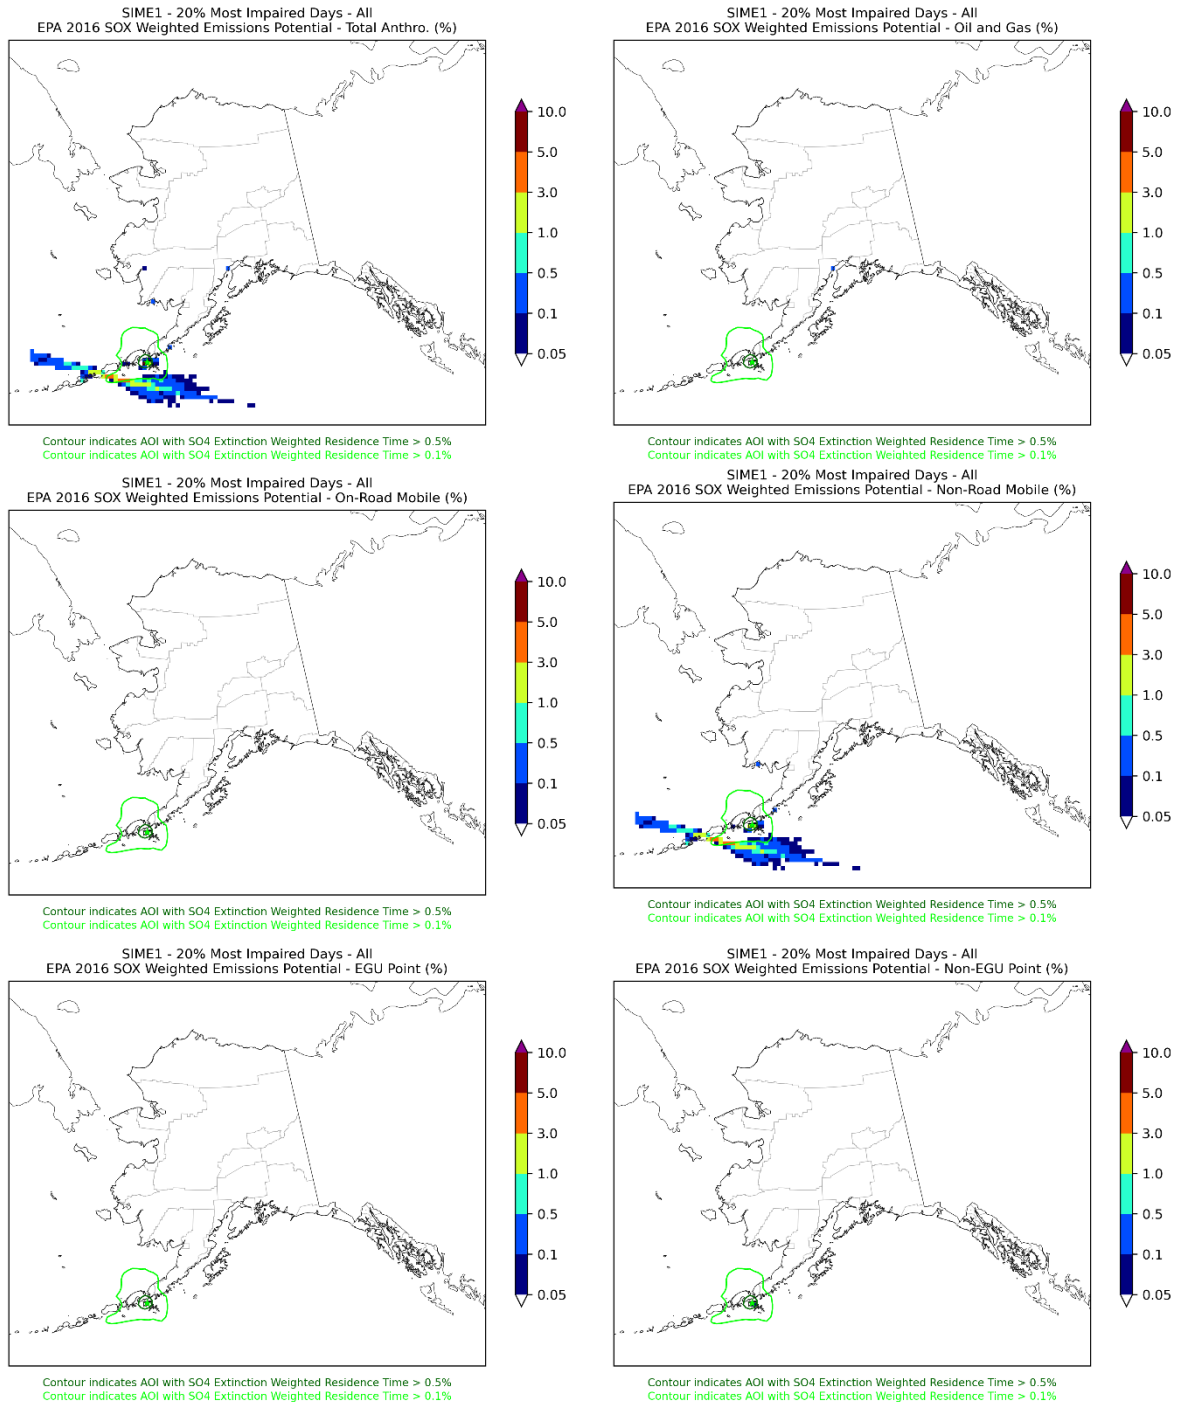 SIME1 - 20% Most Impaired Days - All
EPA 2016 SOX Weighted Emissions Potential - Total Anthro. (%)
10.0
5.0
3.0
1.0
0.5
0.1
0.05
Contour indicates AOI with SO4 Extinction Weighted Residence Time > 0.5%
Contour indicates AOI with SO4 Extinction Weighted Residence Time > 0.1%
SIME1 - 20% Most Impaired Days - All
EPA 2016 SOX Weighted Emissions Potential - Oil and Gas (%)
10.0
5.0
3.0
1.0
0.5
0.1
0.05
Contour indicates AOI with SO4 Extinction Weighted Residence Time > 0.5%
Contour indicates AOI with SO4 Extinction Weighted Residence Time > 0.1%
SIME1 - 20% Most Impaired Days - All
EPA 2016 SOX Weighted Emissions Potential - On-Road Mobile (%)
10.0
5.0
3.0
1.0
0.5
0.1
0.05
Contour indicates AOI with SO4 Extinction Weighted Residence Time > 0.5%
Contour indicates AOI with SO4 Extinction Weighted Residence Time > 0.1%
SIME1 - 20% Most Impaired Days - All
EPA 2016 SOX Weighted Emissions Potential - Non-Road Mobile (%)
10.0
5.0
3.0
1.0
0.5
0.1
0.05
Contour indicates AOI with SO4 Extinction Weighted Residence Time > 0.5%
Contour indicates AOI with SO4 Extinction Weighted Residence Time > 0.1%
SIME1 - 20% Most Impaired Days - All
EPA 2016 SOX Weighted Emissions Potential - EGU Point (%)
10.0
5.0
3.0
1.0
0.5
0.1
0.05
Contour indicates AOI with SO4 Extinction Weighted Residence Time > 0.5%
Contour indicates AOI with SO4 Extinction Weighted Residence Time > 0.1%
SIME1 - 20% Most Impaired Days - All
EPA 2016 SOX Weighted Emissions Potential - Non-EGU Point (%)
10.0
5.0
3.0
1.0
0.5
0.1
0.05
Contour indicates AOI with SO4 Extinction Weighted Residence Time > 0.5%
Contour indicates AOI with SO4 Extinction Weighted Residence Time > 0.1%